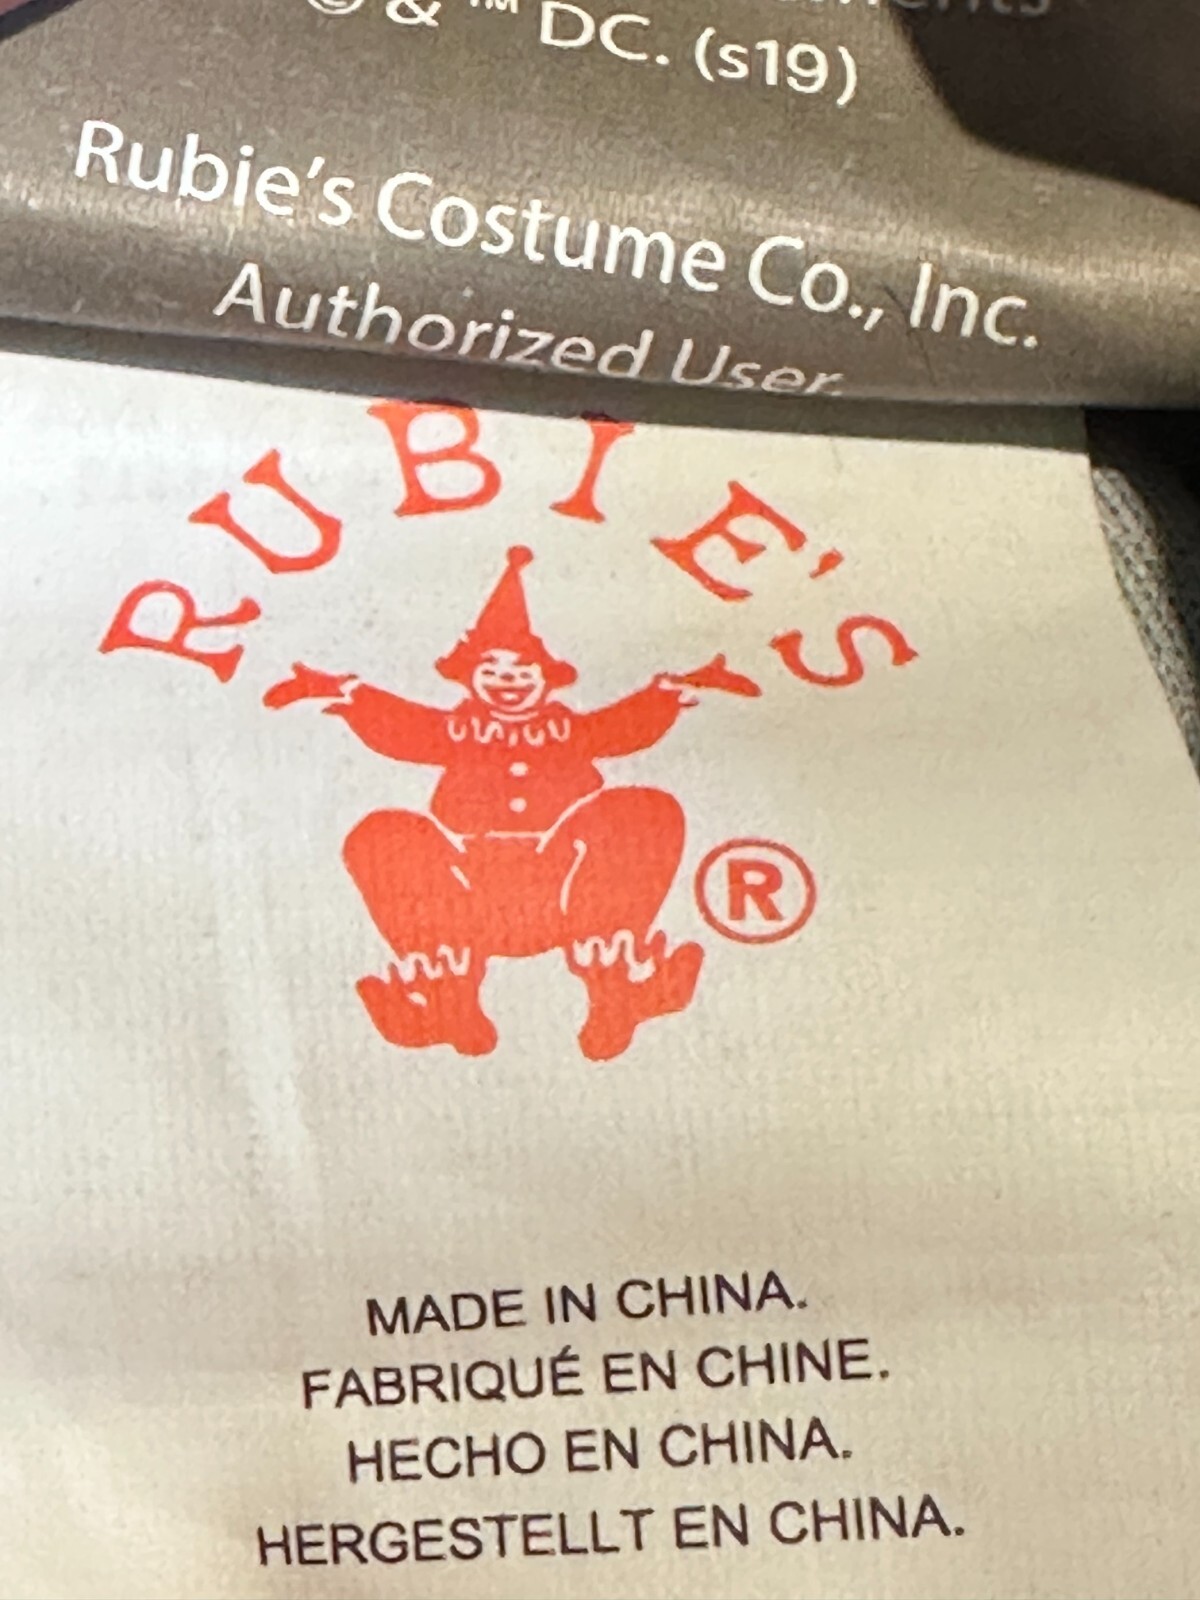 © & ™ DC. (s19)
Rubie's Costume Co., Inc.
Authorized User.
RUBIE'S
®
MADE IN CHINA.
FABRIQUÉ EN CHINE.
HECHO EN CHINA.
HERGESTELLT EN CHINA.